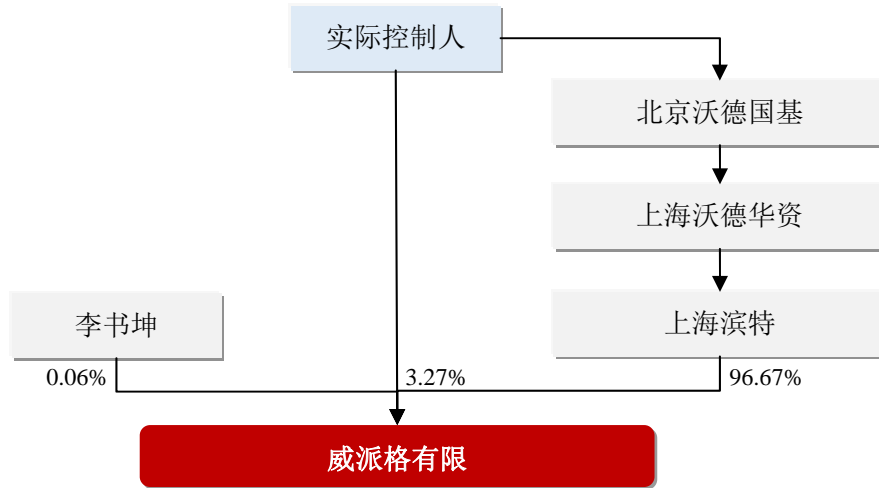 实际控制人
北京沃德国基
上海沃德华资
李书坤
上海滨特
0.06%
3.27%
96.67%
威派格有限